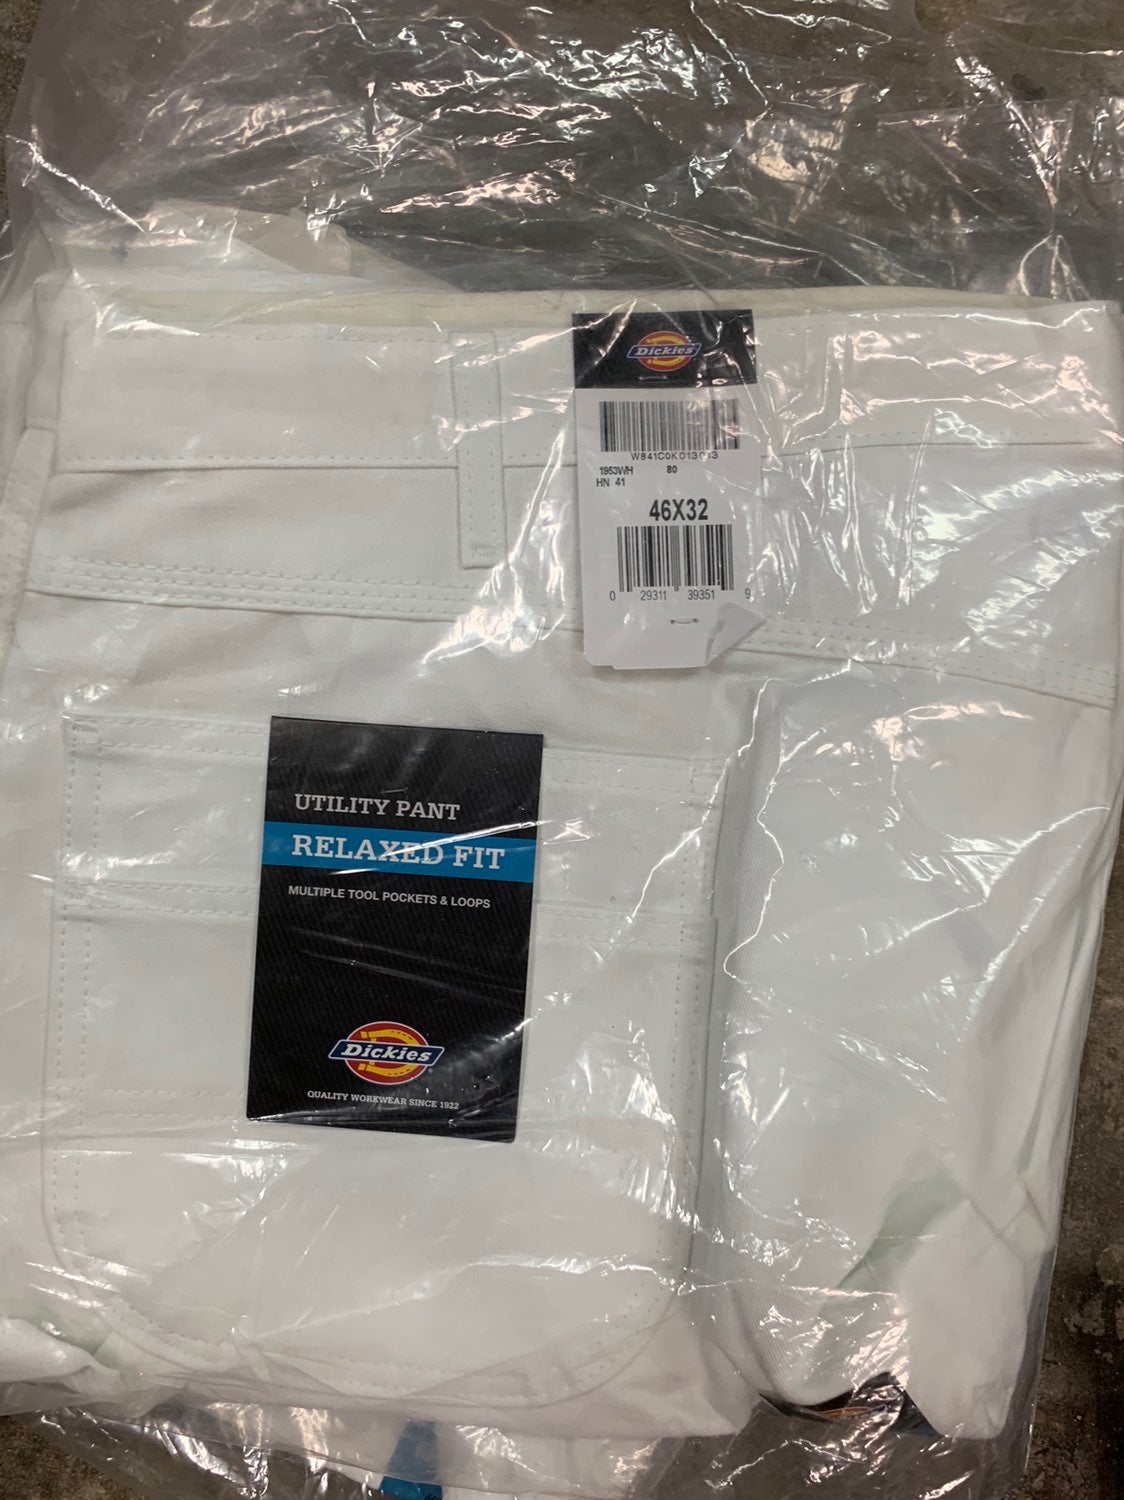 Dickies
W841C0K013013
1953WH 80
HN 41
46X32
0 29311 39351 9
UTILITY PANT
RELAXED FIT
MULTIPLE TOOL POCKETS & LOOPS
Dickies
QUALITY WORKWEAR SINCE 1922